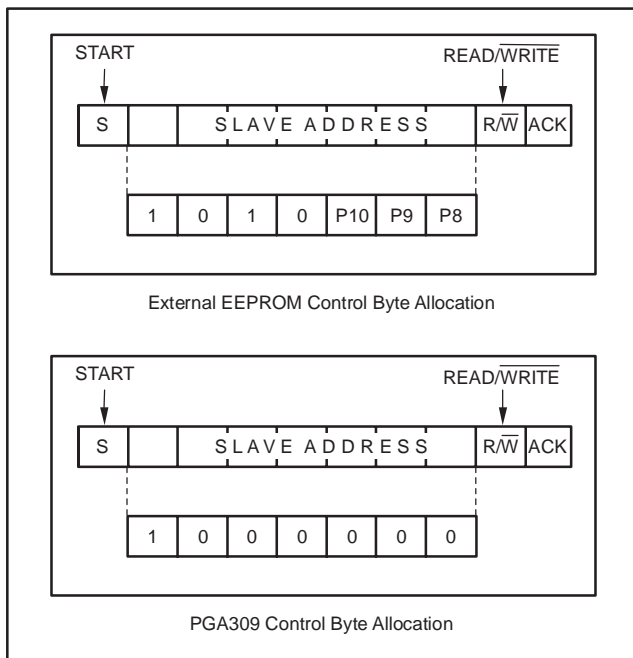 START READ/WRITE
S SLAVE ADDRESS R/W ACK
1 0 1 0 P10 P9 P8
External EEPROM Control Byte Allocation
START READ/WRITE
S SLAVE ADDRESS R/W ACK
1 0 0 0 0 0 0
PGA309 Control Byte Allocation